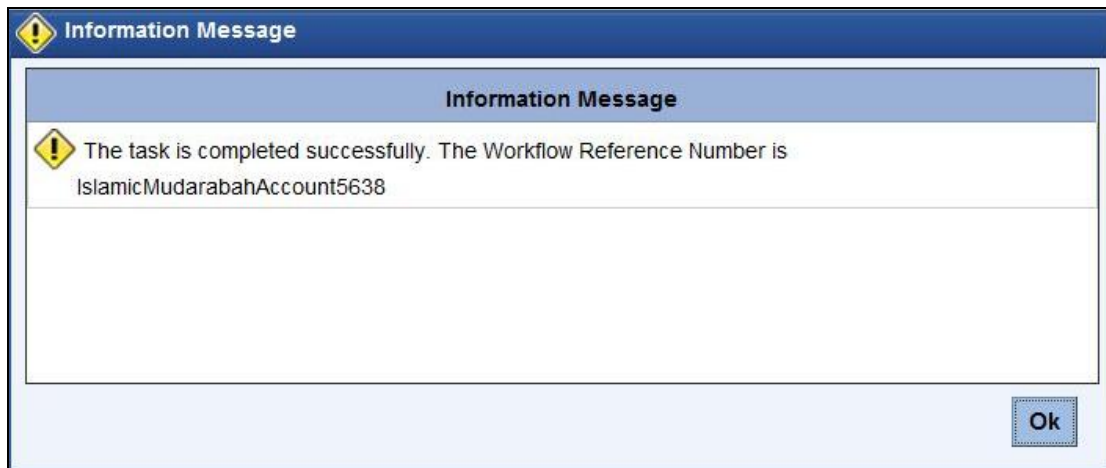 Information Message
Information Message
The task is completed successfully. The Workflow Reference Number is
IslamicMudarabahAccount5638
Ok